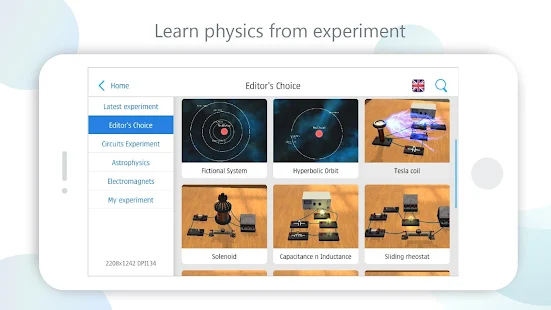 Learn physics from experiment
Home
Editor's Choice
Latest experiment
Editor's Choice
Circuits Experiment
Astrophysics
Electromagnets
My experiment
2208x1242 DPI134
Fictional System
Hyperbolic Orbit
Tesla coil
Solenoid
Capacitance n Inductance
Sliding rheostat